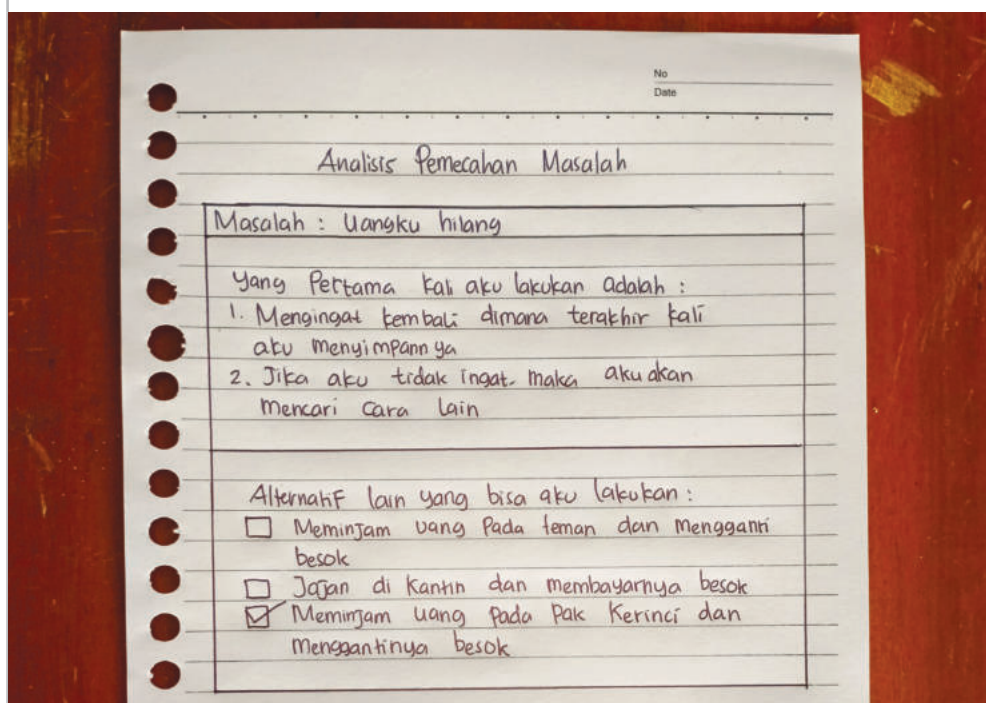 No
Date
Analisis Pemecahan Masalah
Masalah : Uangku hilang
Yang Pertama kali aku lakukan adalah :
1. Mengingat kembali dimana terakhir kali
aku menyimpannya
2. Jika aku tidak ingat. maka aku akan
mencari cara lain
Alternatif lain yang bisa aku lakukan :
Meminjam uang Pada teman dan mengganti
besok
Jajan di kantin dan membayarnya besok
Meminjam uang pada Pak Kerinci dan
menggantinya besok